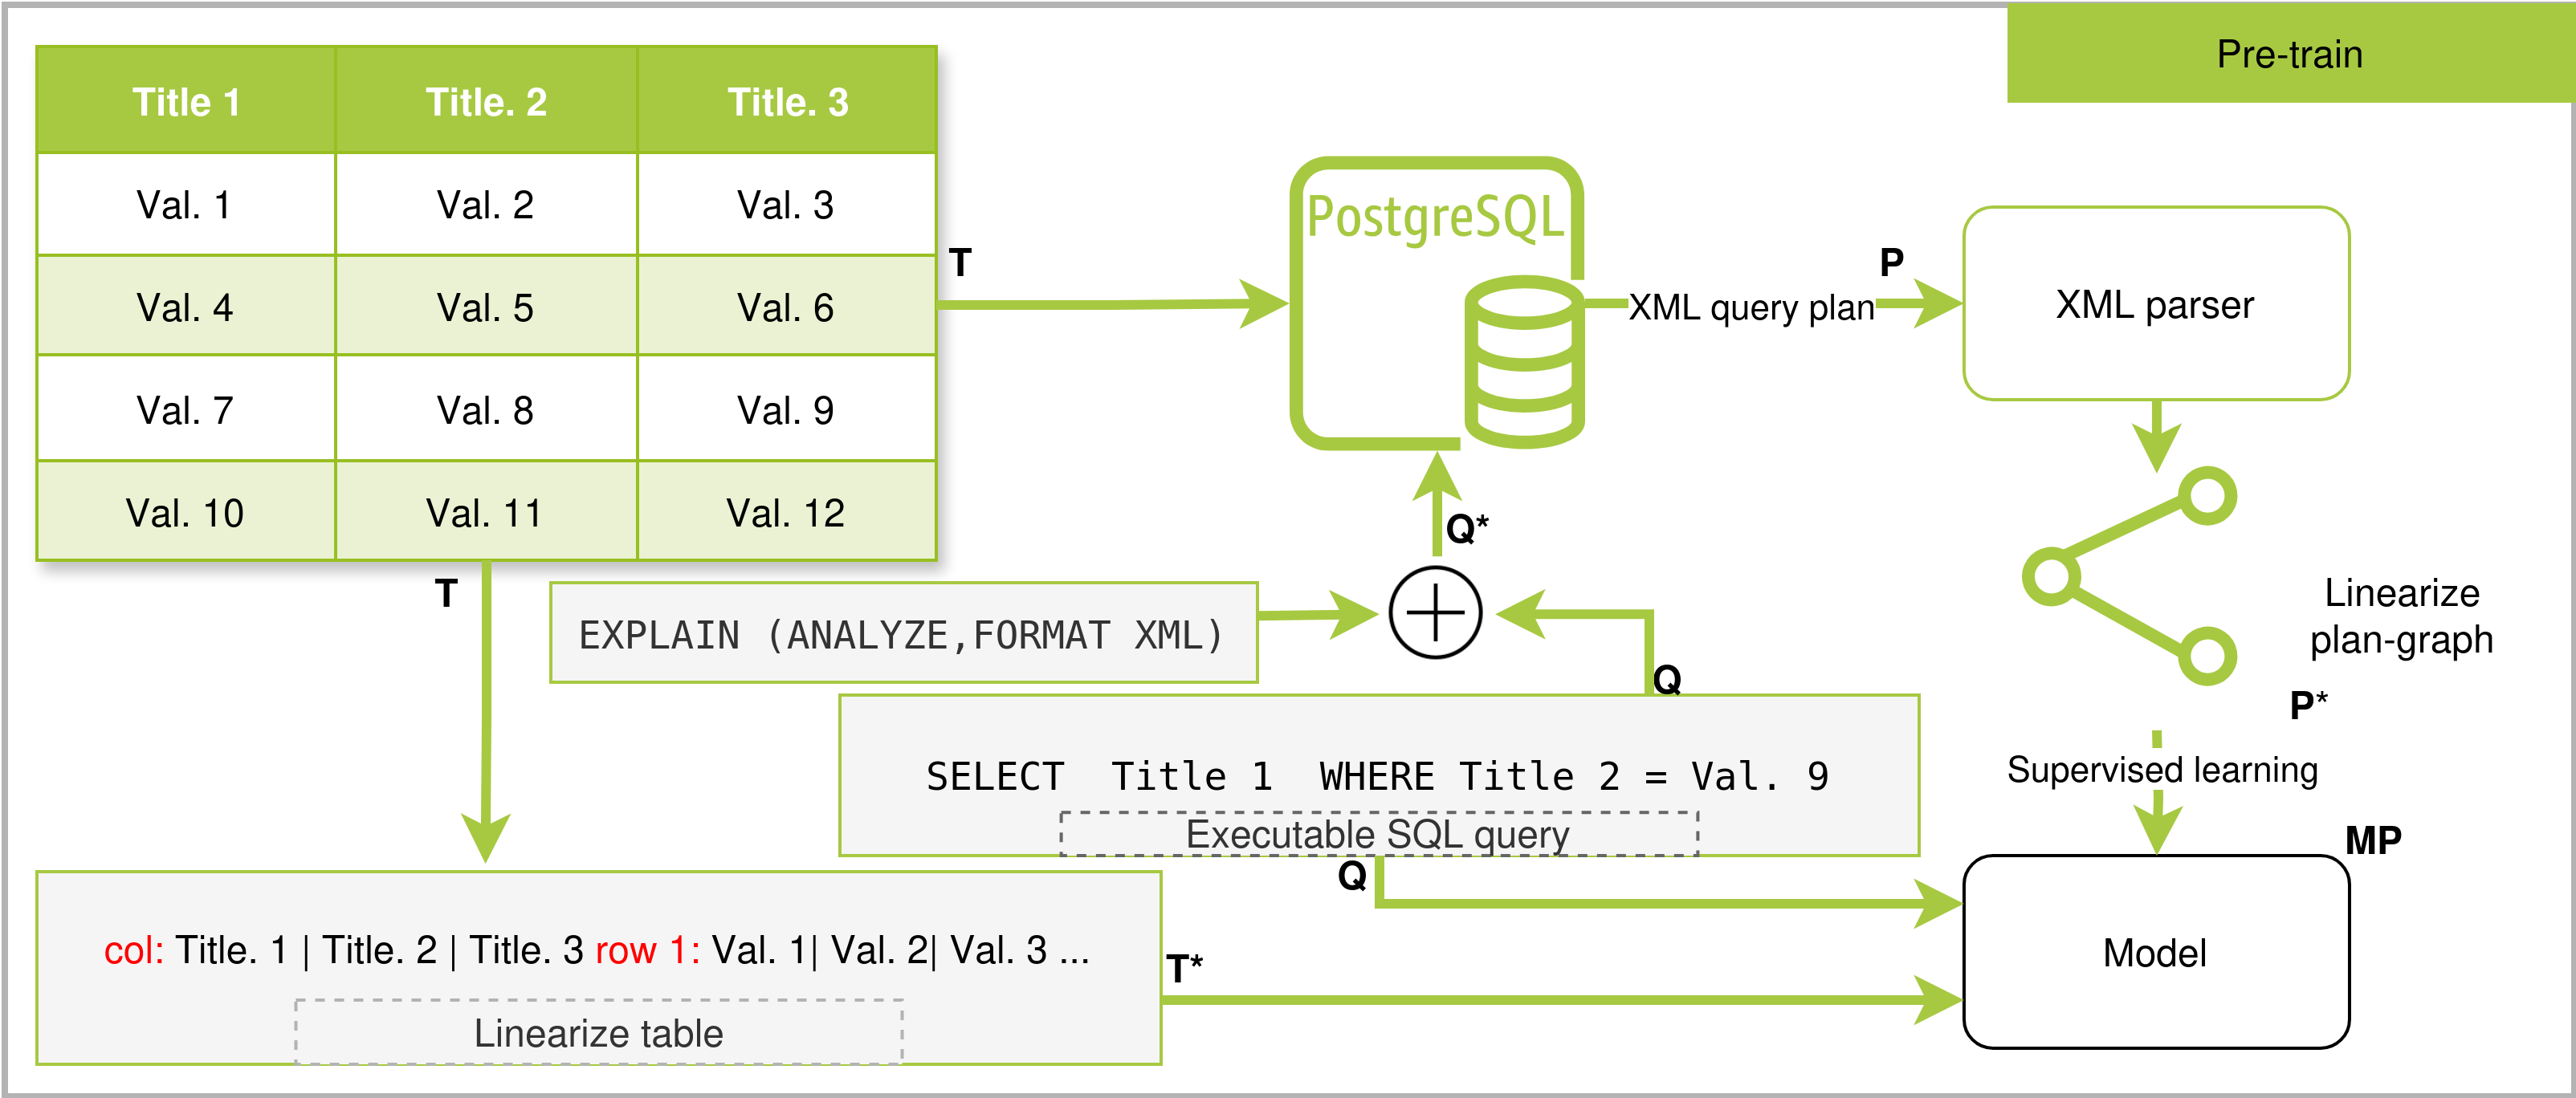 Pre-train
Title 1 Title. 2 Title. 3
Val. 1 Val. 2 Val. 3
Val. 4 Val. 5 Val. 6
Val. 7 Val. 8 Val. 9
Val. 10 Val. 11 Val. 12
T
PostgreSQL
XML query plan
P
XML parser
T
EXPLAIN (ANALYZE,FORMAT XML)
Q*
Q
Linearize
plan-graph
P*
SELECT Title 1 WHERE Title 2 = Val. 9
Executable SQL query
Supervised learning
Q
MP
Model
col: Title. 1 | Title. 2 | Title. 3 row 1: Val. 1| Val. 2| Val. 3 ...
Linearize table
T*